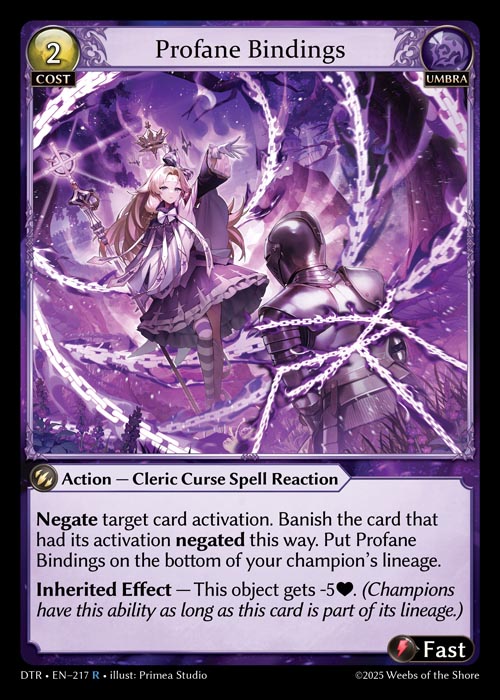 2
COST
Profane Bindings
UMBRA
Action — Cleric Curse Spell Reaction
Negate target card activation. Banish the card that
had its activation negated this way. Put Profane
Bindings on the bottom of your champion's lineage.
Inherited Effect — This object gets -5♥. (Champions
have this ability as long as this card is part of its lineage.)
Fast
DTR • EN–217 R • illust: Primea Studio
©2025 Weebs of the Shore